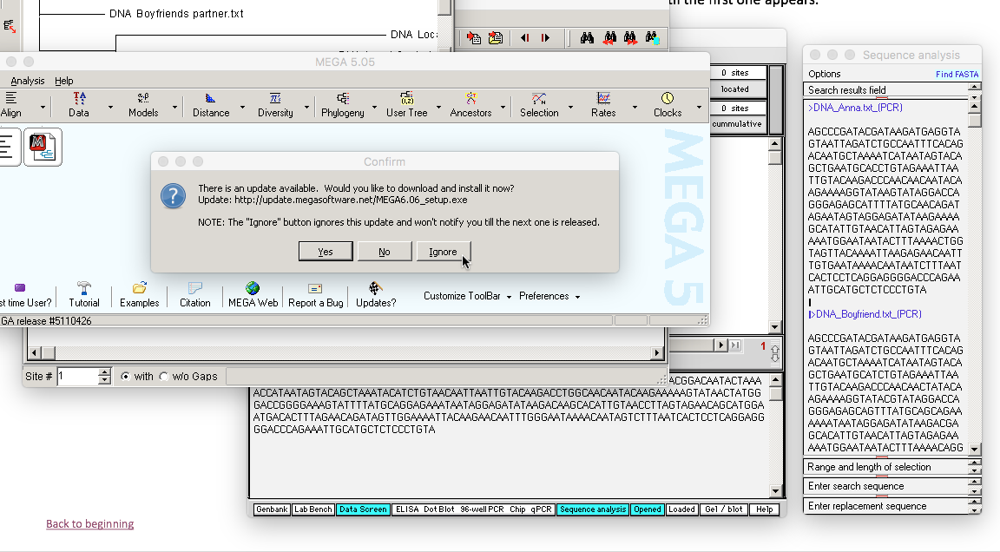 til the first one appears.
DNA Boyfriends partner.txt
DNA Loca
MEGA 5.05
Analysis Help
Align
Data
Models
Distance
Diversity
Phylogeny
User Tree
Ancestors
Selection
Rates
Clocks
MEGA 5
Confirm
There is an update available. Would you like to download and install it now?
Update: http://update.megasoftware.net/MEGA6.06_setup.exe
NOTE: The "Ignore" button ignores this update and won't notify you till the next one is released.
Yes
No
Ignore
st time User?
Tutorial
Examples
Citation
MEGA Web
Report a Bug
Updates?
Customize ToolBar
Preferences
GA release #5110426
Site # 1
with
w/o Gaps
0 sites
located
0 sites
cummulative
1
ACGGACAATACTAAA
ACCATAATAGTACAGCTAAATACATCTGTAACAATTAATTGTACAAGACCTGGCAACAATACAAGAAAAAGTATAACTATGG
GACCGGGGAAAGTATTTTATGCAGGAGAAATAATAGGAGATATAAGACAAGCACATTGTAACCTTAGTAGAACAGCATGGA
ATGACACTTTAGAACAGATAGTTGGAAAATTACAAGAACAATTTGGGAATAAAACAATAGTCTTTAATCACTCCTCAGGAGG
GGACCCAGAAATTGCATGCTCTCCCTGTA
Genbank
Lab Bench
Data Screen
ELISA Dot Blot 96-well PCR Chip qPCR
Sequence analysis
Opened
Loaded
Gel / blot
Help
Sequence analysis
Options
Find FASTA
Search results field
>DNA_Anna.txt_(PCR)
AGCCCGATACGATAAGATGAGGTA
GTAATTAGATCTGCCAATTTCACAG
ACAATGCTAAAATCATAATAGTACA
GCTGAATGCACCTGTAGAAATTAA
TTGTACAAGACCCAACAACAATACA
AGAAAAGGTATAAGTATAGGACCA
GGGAGAGCATTTTATGCAACAGAT
AGAATAGTAGGAGATATAAGAAAA
GCATATTGTAACATTAGTAGAGAA
AAATGGAATAATACTTTAAAACTGG
TAGTTACAAAATTAAGAGAACAATT
TGTGAATAAAACAATAATCTTTAAT
CACTCCTCAGGAGGGGACCCAGAA
ATTGCATGCTCTCCCTGTA
>DNA_Boyfriend.txt_(PCR)
AGCCCGATACGATAAGATGAGGTA
GTAATTAGATCTGCCAATTTCACAG
ACAATGCTAAAATCATAATAGTACA
GCTGAATGCATCTGTAGAAATTAA
TTGTACAAGACCCAACAACTATACA
AGAAAAGGTATACGTATAGGACCA
GGGAGAGCAGTTTATGCAGCAGAA
AAAATAATAGGAGATATAAGACGA
GCACATTGTAACATTAGTAGAGAA
AAATGGAATAATACTTTAAAACAGG
Range and length of selection
Enter search sequence
Enter replacement sequence
Back to beginning